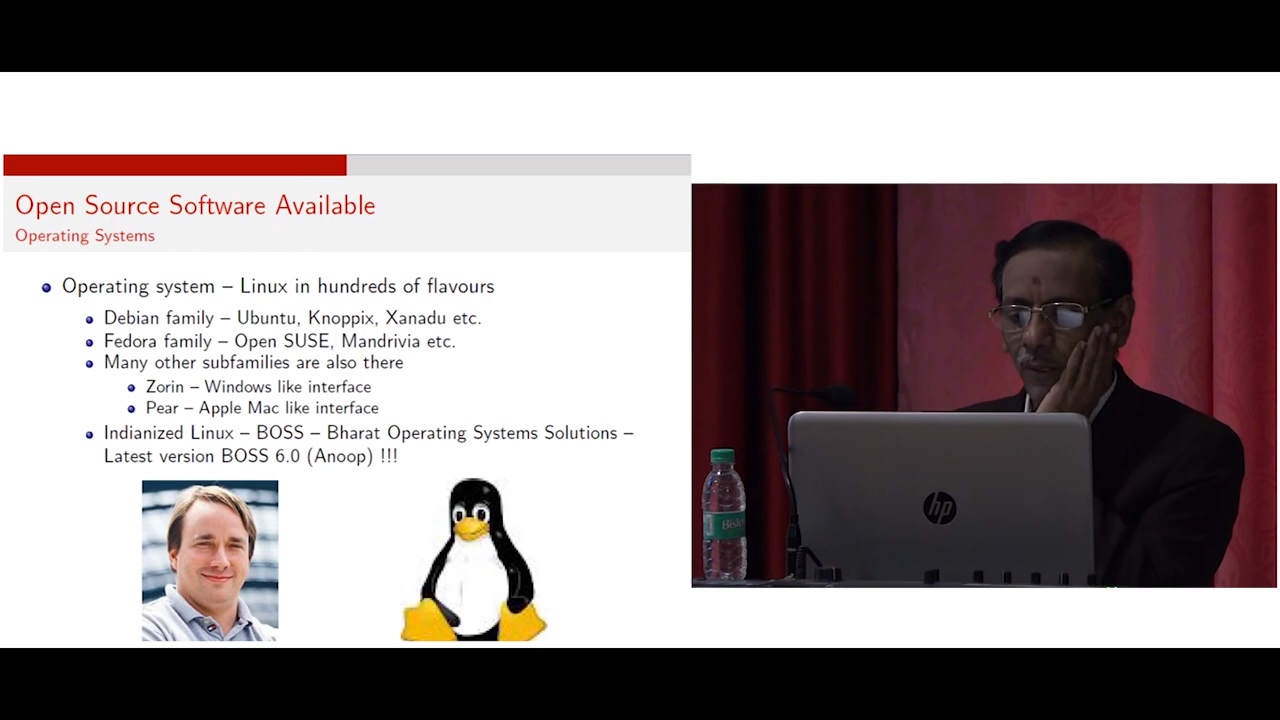 Open Source Software Available
Operating Systems
Operating system – Linux in hundreds of flavours
Debian family – Ubuntu, Knoppix, Xanadu etc.
Fedora family – Open SUSE, Mandrivia etc.
Many other subfamilies are also there
Zorin – Windows like interface
Pear – Apple Mac like interface
Indianized Linux – BOSS – Bharat Operating Systems Solutions –
Latest version BOSS 6.0 (Anoop) !!!
hp